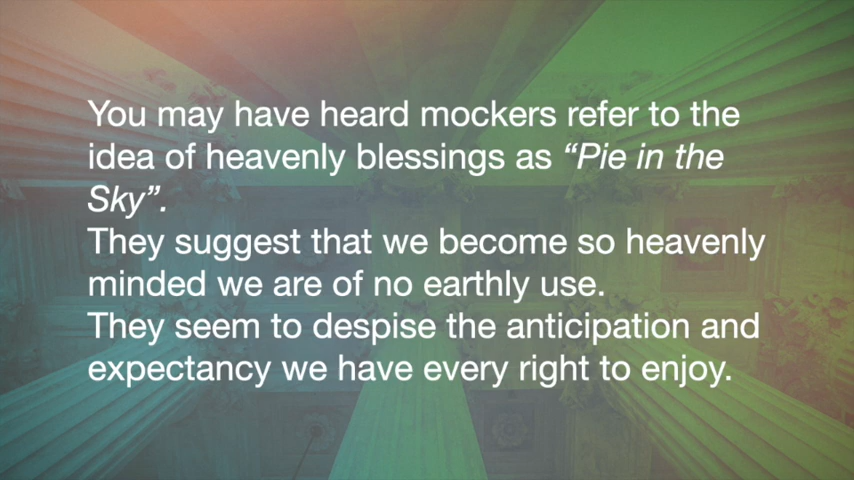 You may have heard mockers refer to the
idea of heavenly blessings as “Pie in the
Sky”.
They suggest that we become so heavenly
minded we are of no earthly use.
They seem to despise the anticipation and
expectancy we have every right to enjoy.